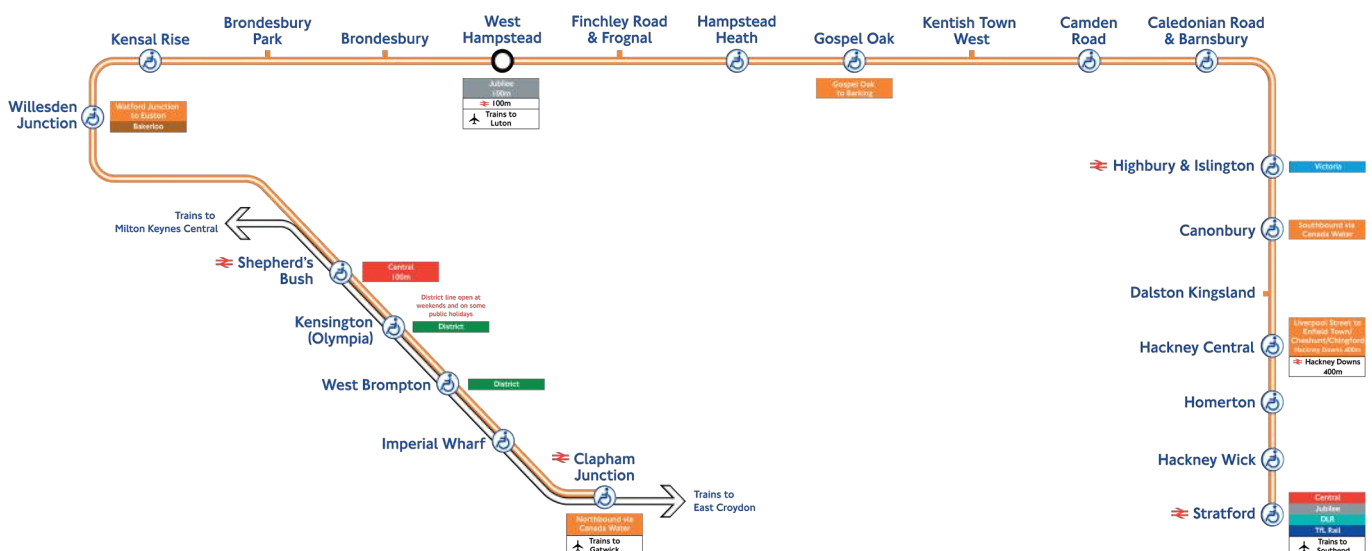 Kensal Rise
Brondesbury
Park
Brondesbury
West
Hampstead
Finchley Road
& Frognal
Hampstead
Heath
Gospel Oak
Kentish Town
West
Camden
Road
Caledonian Road
& Barnsbury
Willesden
Junction
Watford Junction
to Euston
Bakerloo
Jubilee
100m
100m
Trains to
Luton
Gospel Oak
to Barking
Highbury & Islington
Victoria
Canonbury
Southbound via
Canada Water
Dalston Kingsland
Hackney Central
Liverpool Street to
Enfield Town/
Cheshunt/Chingford
Hackney Downs 400m
Hackney Downs
400m
Homerton
Hackney Wick
Stratford
Central
Jubilee
DLR
TfL Rail
Trains to
Southend
Trains to
Milton Keynes Central
Shepherd's
Bush
Central
100m
District line open at
weekends and on some
public holidays
Kensington
(Olympia)
District
West Brompton
District
Imperial Wharf
Clapham
Junction
Northbound via
Canada Water
Trains to
Gatwick
Trains to
East Croydon